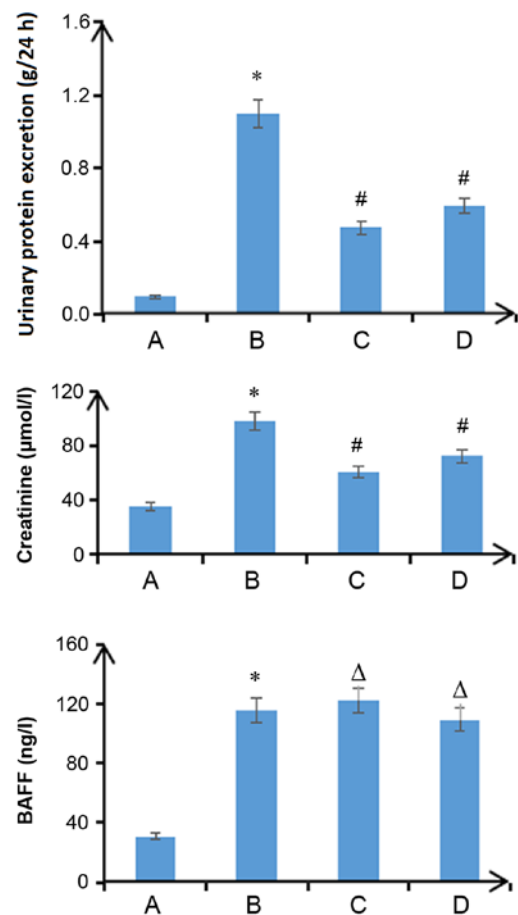 Urinary protein excretion (g/24 h)
1.6
1.2
0.8
0.4
0.0
*
#
#
A B C D
Creatinine (μmol/l)
120
80
40
0
*
#
#
A B C D
BAFF (ng/l)
160
120
80
40
0
*
Δ
Δ
A B C D